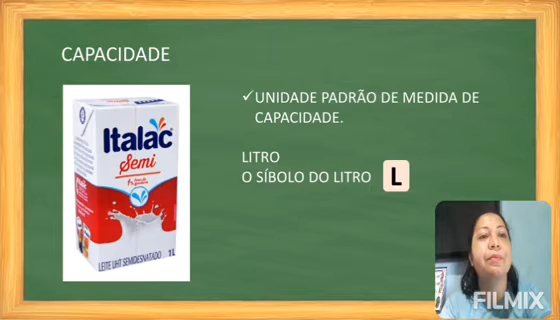 CAPACIDADE
✓UNIDADE PADRÃO DE MEDIDA DE
CAPACIDADE.
LITRO
O SÍBOLO DO LITRO L
Italac
Semi
LEITE UHT SEMIDESNATADO 1L
FILMIX